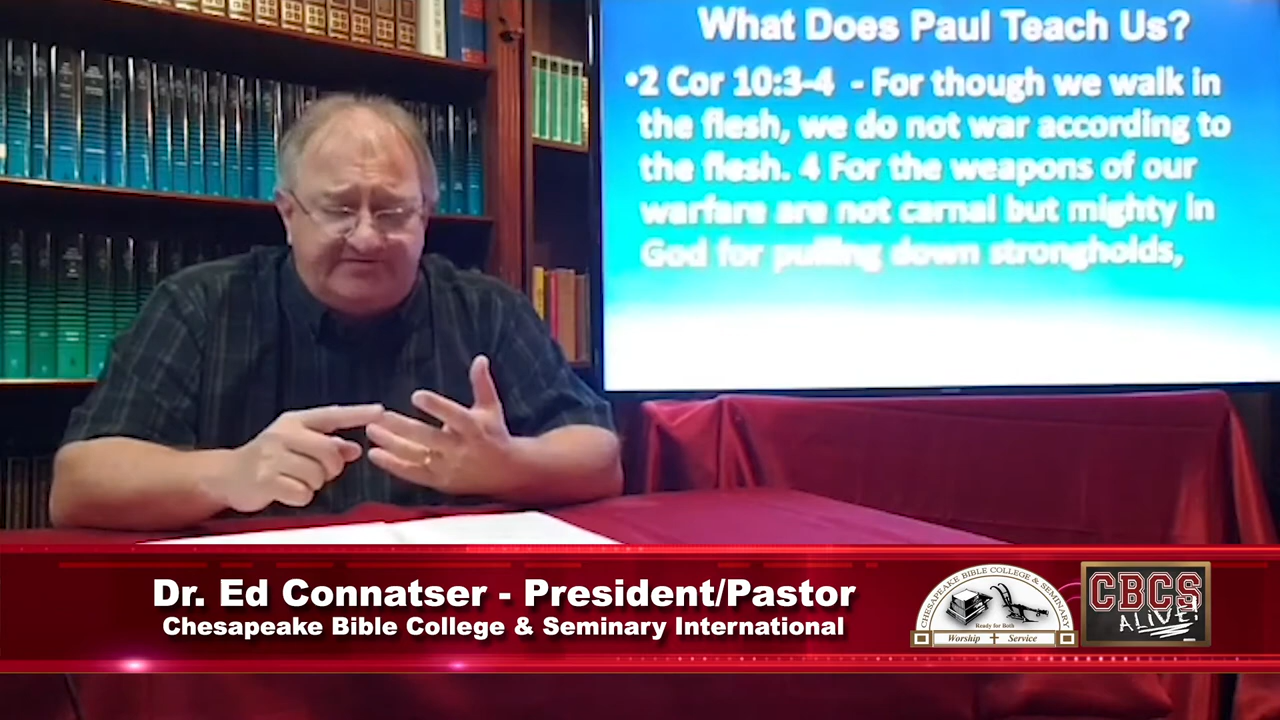 What Does Paul Teach Us?
•2 Cor 10:3-4 - For though we walk in
the flesh, we do not war according to
the flesh. 4 For the weapons of our
warfare are not carnal but mighty in
God for pulling down strongholds,
Dr. Ed Connatser - President/Pastor
Chesapeake Bible College & Seminary International
CHESAPEAKE BIBLE COLLEGE & SEMINARY
Ready for Both
Worship Service
CBCS
ALIVE!